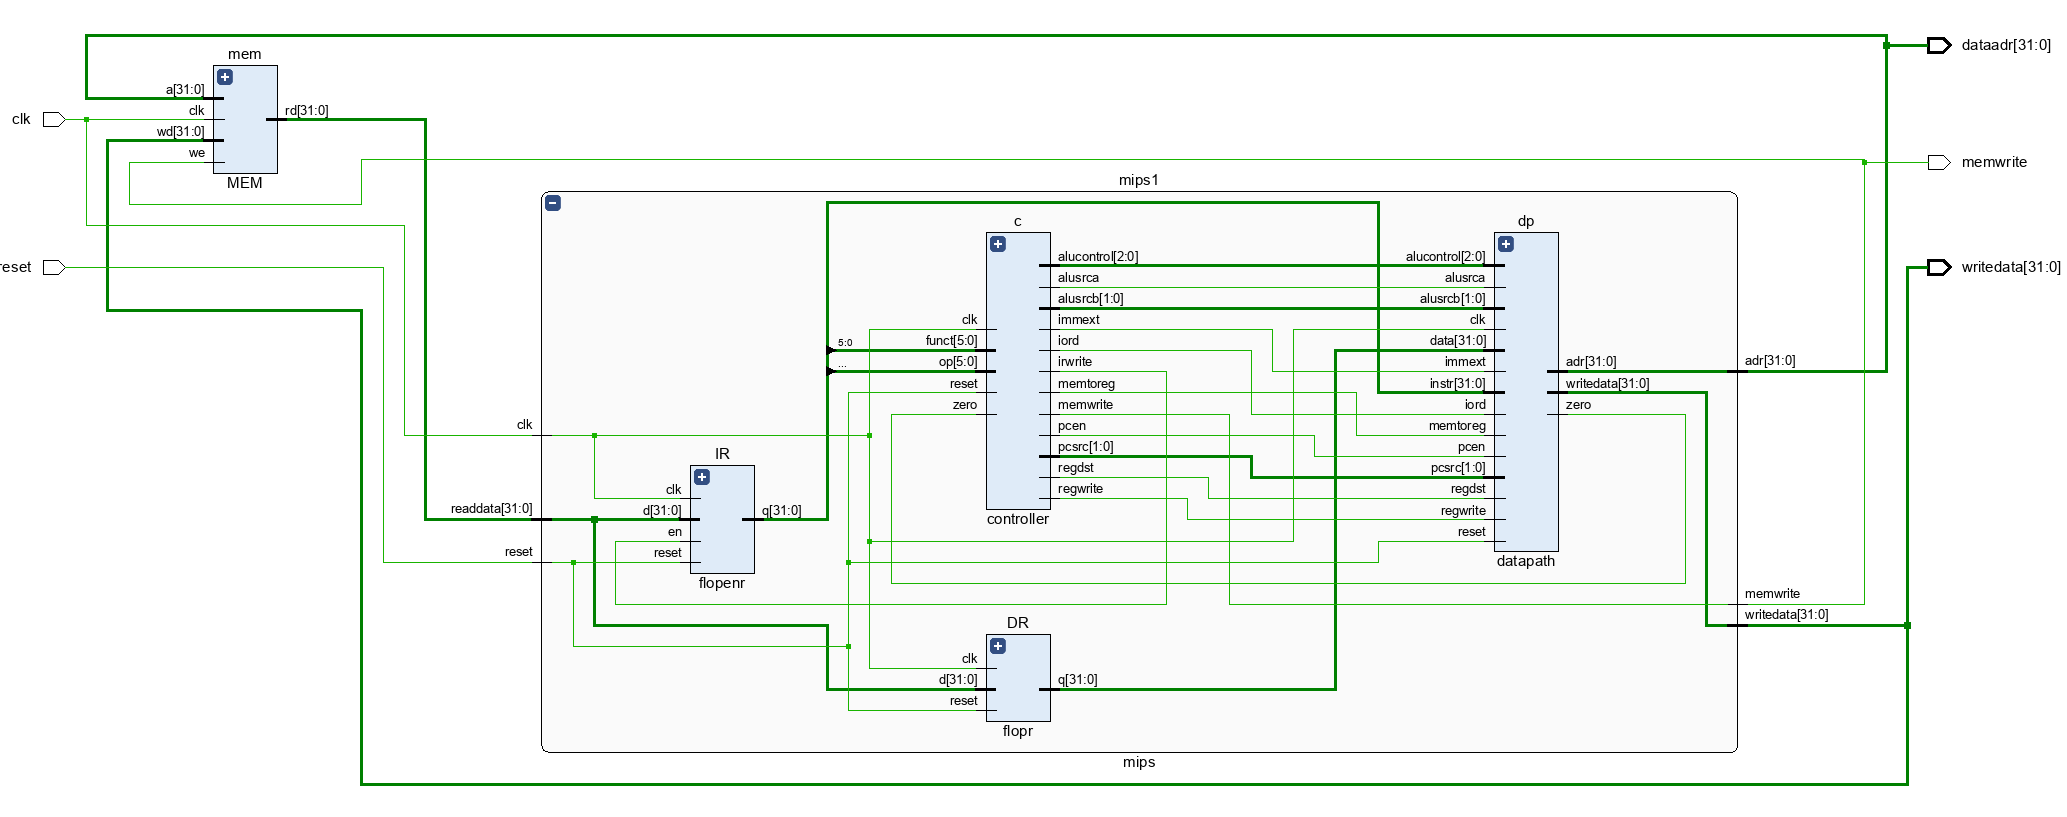 mem
a[31:0]
clk
wd[31:0]
we
rd[31:0]
MEM
clk
reset
dataadr[31:0]
memwrite
writedata[31:0]
mips1
clk
readdata[31:0]
reset
IR
clk
d[31:0]
en
reset
q[31:0]
flopenr
5:0
...
c
clk
funct[5:0]
op[5:0]
reset
zero
alucontrol[2:0]
alusrca
alusrcb[1:0]
immext
iord
irwrite
memtoreg
memwrite
pcen
pcsrc[1:0]
regdst
regwrite
controller
DR
clk
d[31:0]
reset
q[31:0]
flopr
dp
alucontrol[2:0]
alusrca
alusrcb[1:0]
clk
data[31:0]
immext
instr[31:0]
iord
memtoreg
pcen
pcsrc[1:0]
regdst
regwrite
reset
adr[31:0]
writedata[31:0]
zero
datapath
adr[31:0]
memwrite
writedata[31:0]
mips